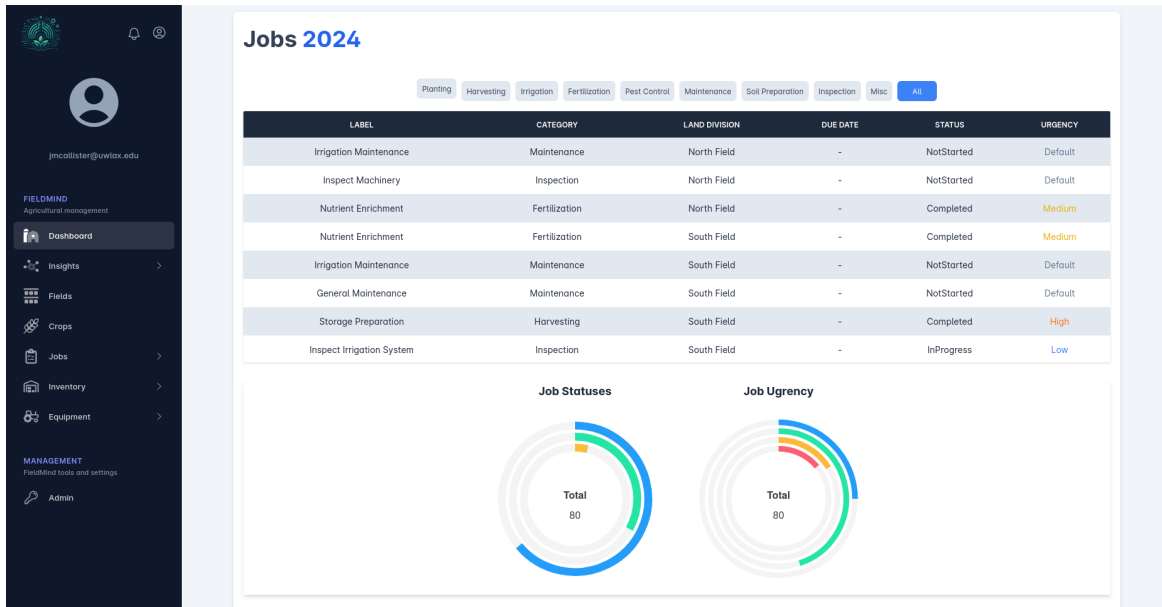 jmcallister@uwlax.edu
FIELDMIND
Agricultural management
Dashboard
Insights
Fields
Crops
Jobs
Inventory
Equipment
MANAGEMENT
FieldMind tools and settings
Admin
Jobs 2024
Planting Harvesting Irrigation Fertilization Pest Control Maintenance Soil Preparation Inspection Misc All
LABEL CATEGORY LAND DIVISION DUE DATE STATUS URGENCY
Irrigation Maintenance Maintenance North Field - NotStarted Default
Inspect Machinery Inspection North Field - NotStarted Default
Nutrient Enrichment Fertilization North Field - Completed Medium
Nutrient Enrichment Fertilization South Field - Completed Medium
Irrigation Maintenance Maintenance South Field - NotStarted Default
General Maintenance Maintenance South Field - NotStarted Default
Storage Preparation Harvesting South Field - Completed High
Inspect Irrigation System Inspection South Field - InProgress Low
Job Statuses Job Ugrency
Total Total
80 80